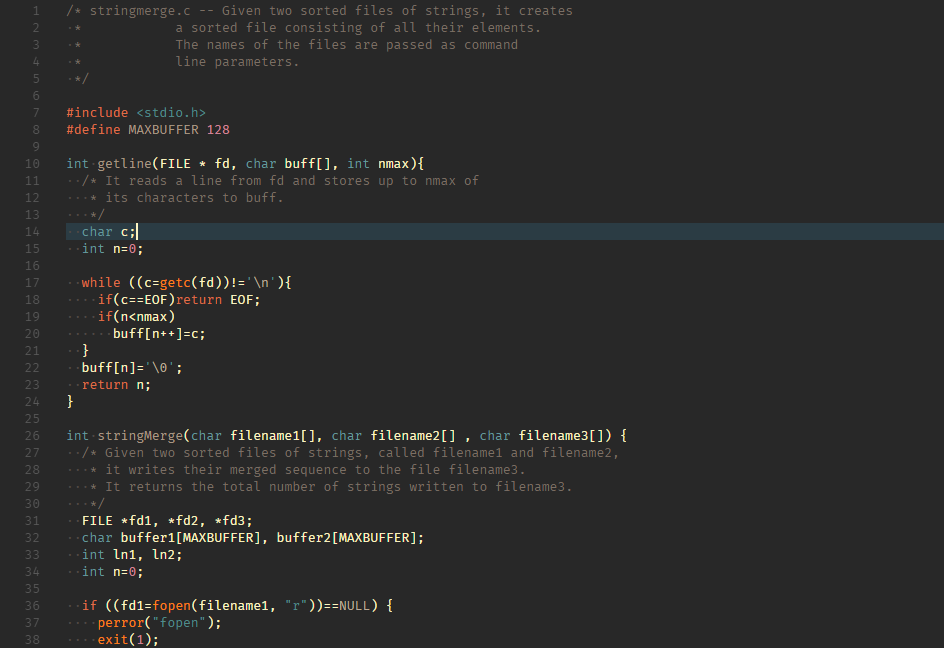 1 /* stringmerge.c -- Given two sorted files of strings, it creates
2  *            a sorted file consisting of all their elements.
3  *            The names of the files are passed as command
4  *            line parameters.
5  */
6
7 #include <stdio.h>
8 #define MAXBUFFER 128
9
10 int getline(FILE * fd, char buff[], int nmax){
11   /* It reads a line from fd and stores up to nmax of
12    * its characters to buff.
13    */
14   char c;
15   int n=0;
16
17   while ((c=getc(fd))!='\n'){
18     if(c==EOF)return EOF;
19     if(n<nmax)
20       buff[n++]=c;
21   }
22   buff[n]='\0';
23   return n;
24 }
25
26 int stringMerge(char filename1[], char filename2[] , char filename3[]) {
27   /* Given two sorted files of strings, called filename1 and filename2,
28    * it writes their merged sequence to the file filename3.
29    * It returns the total number of strings written to filename3.
30    */
31   FILE *fd1, *fd2, *fd3;
32   char buffer1[MAXBUFFER], buffer2[MAXBUFFER];
33   int ln1, ln2;
34   int n=0;
35
36   if ((fd1=fopen(filename1, "r"))==NULL) {
37     perror("fopen");
38     exit(1);